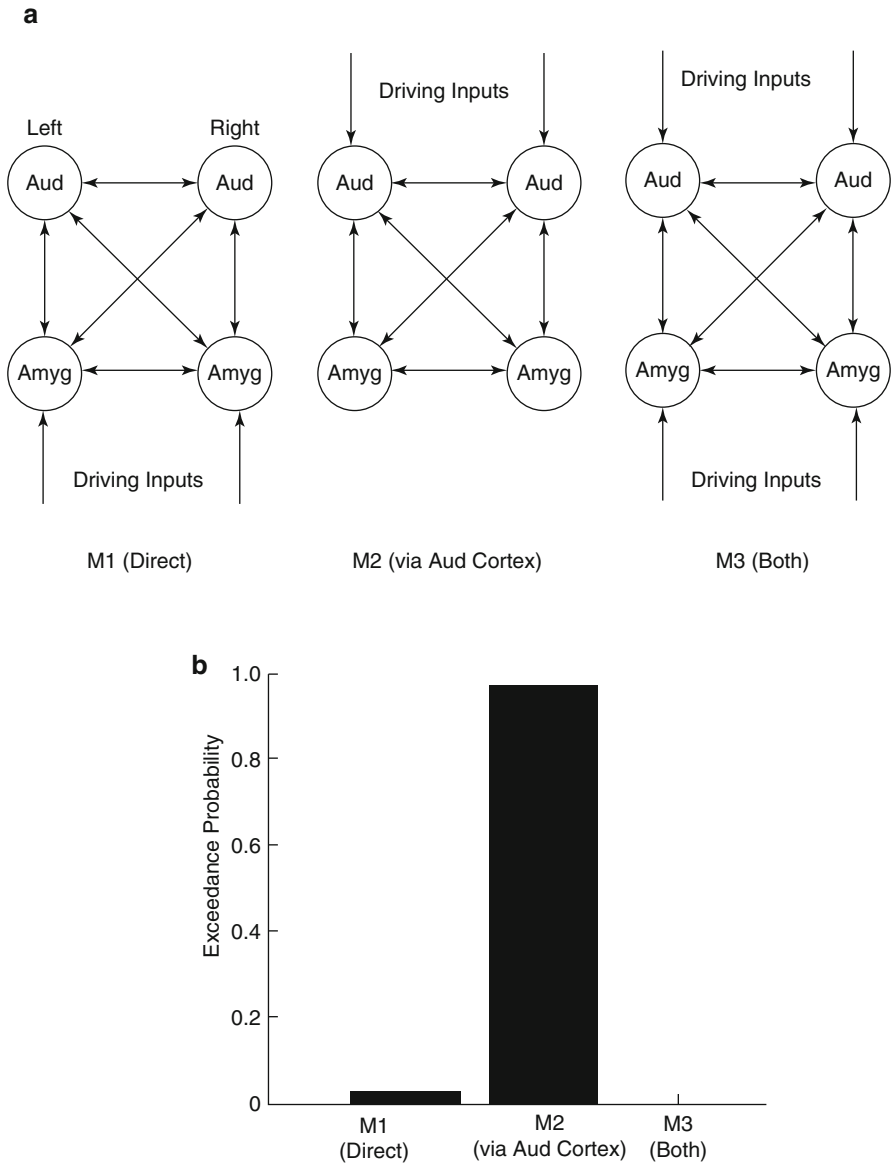 a
Driving Inputs
Driving Inputs
Left
Right
Aud
Aud
Aud
Aud
Aud
Aud
Amyg
Amyg
Amyg
Amyg
Amyg
Amyg
Driving Inputs
Driving Inputs
M1 (Direct)
M2 (via Aud Cortex)
M3 (Both)
b
Exceedance Probability
1.0
0.8
0.6
0.4
0.2
0
M1
(Direct)
M2
(via Aud Cortex)
M3
(Both)